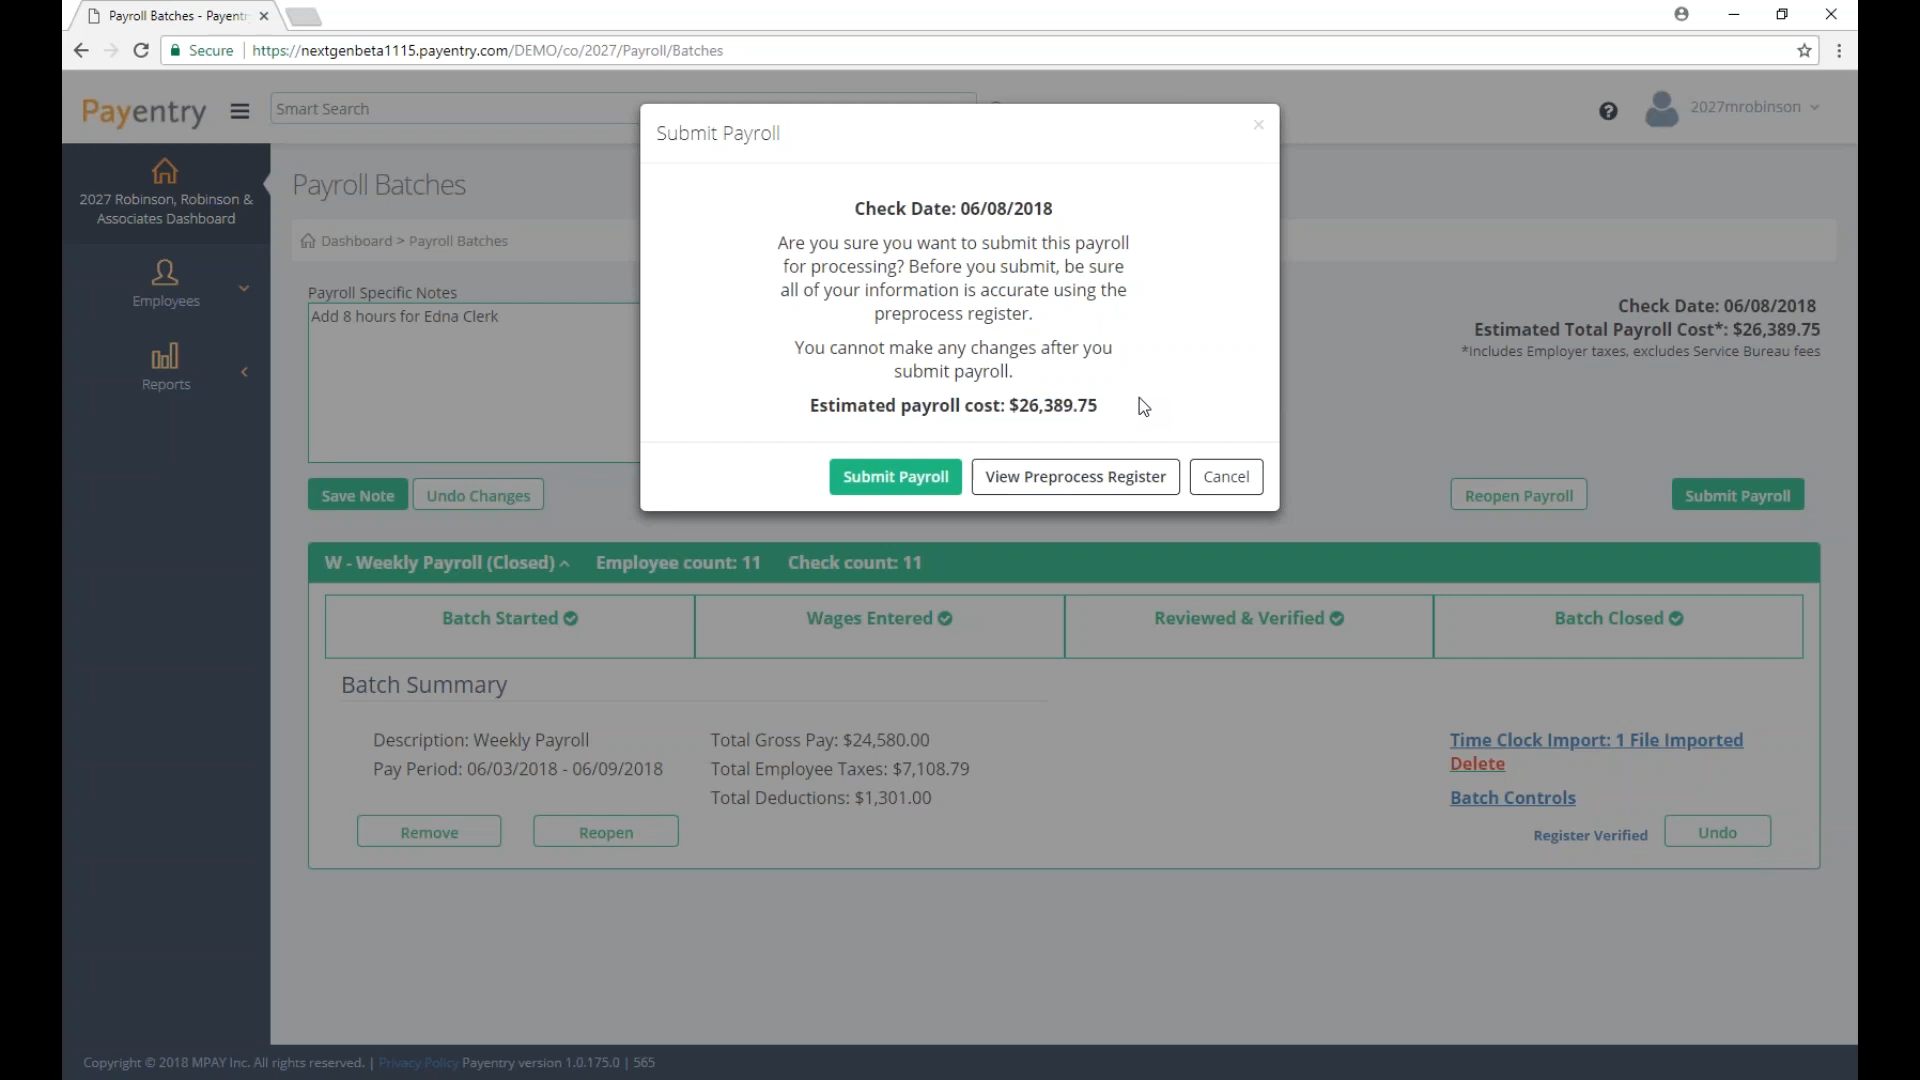 Payroll Batches - Payentr
Secure
https://nextgenbeta1115.payentry.com/DEMO/co/2027/Payroll/Batches
Payentry
Smart Search
2027mrobinson
2027 Robinson, Robinson &
Associates Dashboard
Employees
Reports
Payroll Batches
Dashboard > Payroll Batches
Payroll Specific Notes
Add 8 hours for Edna Clerk
Save Note
Undo Changes
Check Date: 06/08/2018
Estimated Total Payroll Cost*: $26,389.75
*Includes Employer taxes, excludes Service Bureau fees
Reopen Payroll
Submit Payroll
Submit Payroll
×
Check Date: 06/08/2018
Are you sure you want to submit this payroll
for processing? Before you submit, be sure
all of your information is accurate using the
preprocess register.
You cannot make any changes after you
submit payroll.
Estimated payroll cost: $26,389.75
Submit Payroll
View Preprocess Register
Cancel
W - Weekly Payroll (Closed)
Employee count: 11
Check count: 11
Batch Started
Wages Entered
Reviewed & Verified
Batch Closed
Batch Summary
Description: Weekly Payroll
Pay Period: 06/03/2018 - 06/09/2018
Total Gross Pay: $24,580.00
Total Employee Taxes: $7,108.79
Total Deductions: $1,301.00
Time Clock Import: 1 File Imported
Delete
Batch Controls
Remove
Reopen
Register Verified
Undo
Copyright © 2018 MPAY Inc. All rights reserved. | Privacy Policy Payentry version 1.0.175.0 | 565